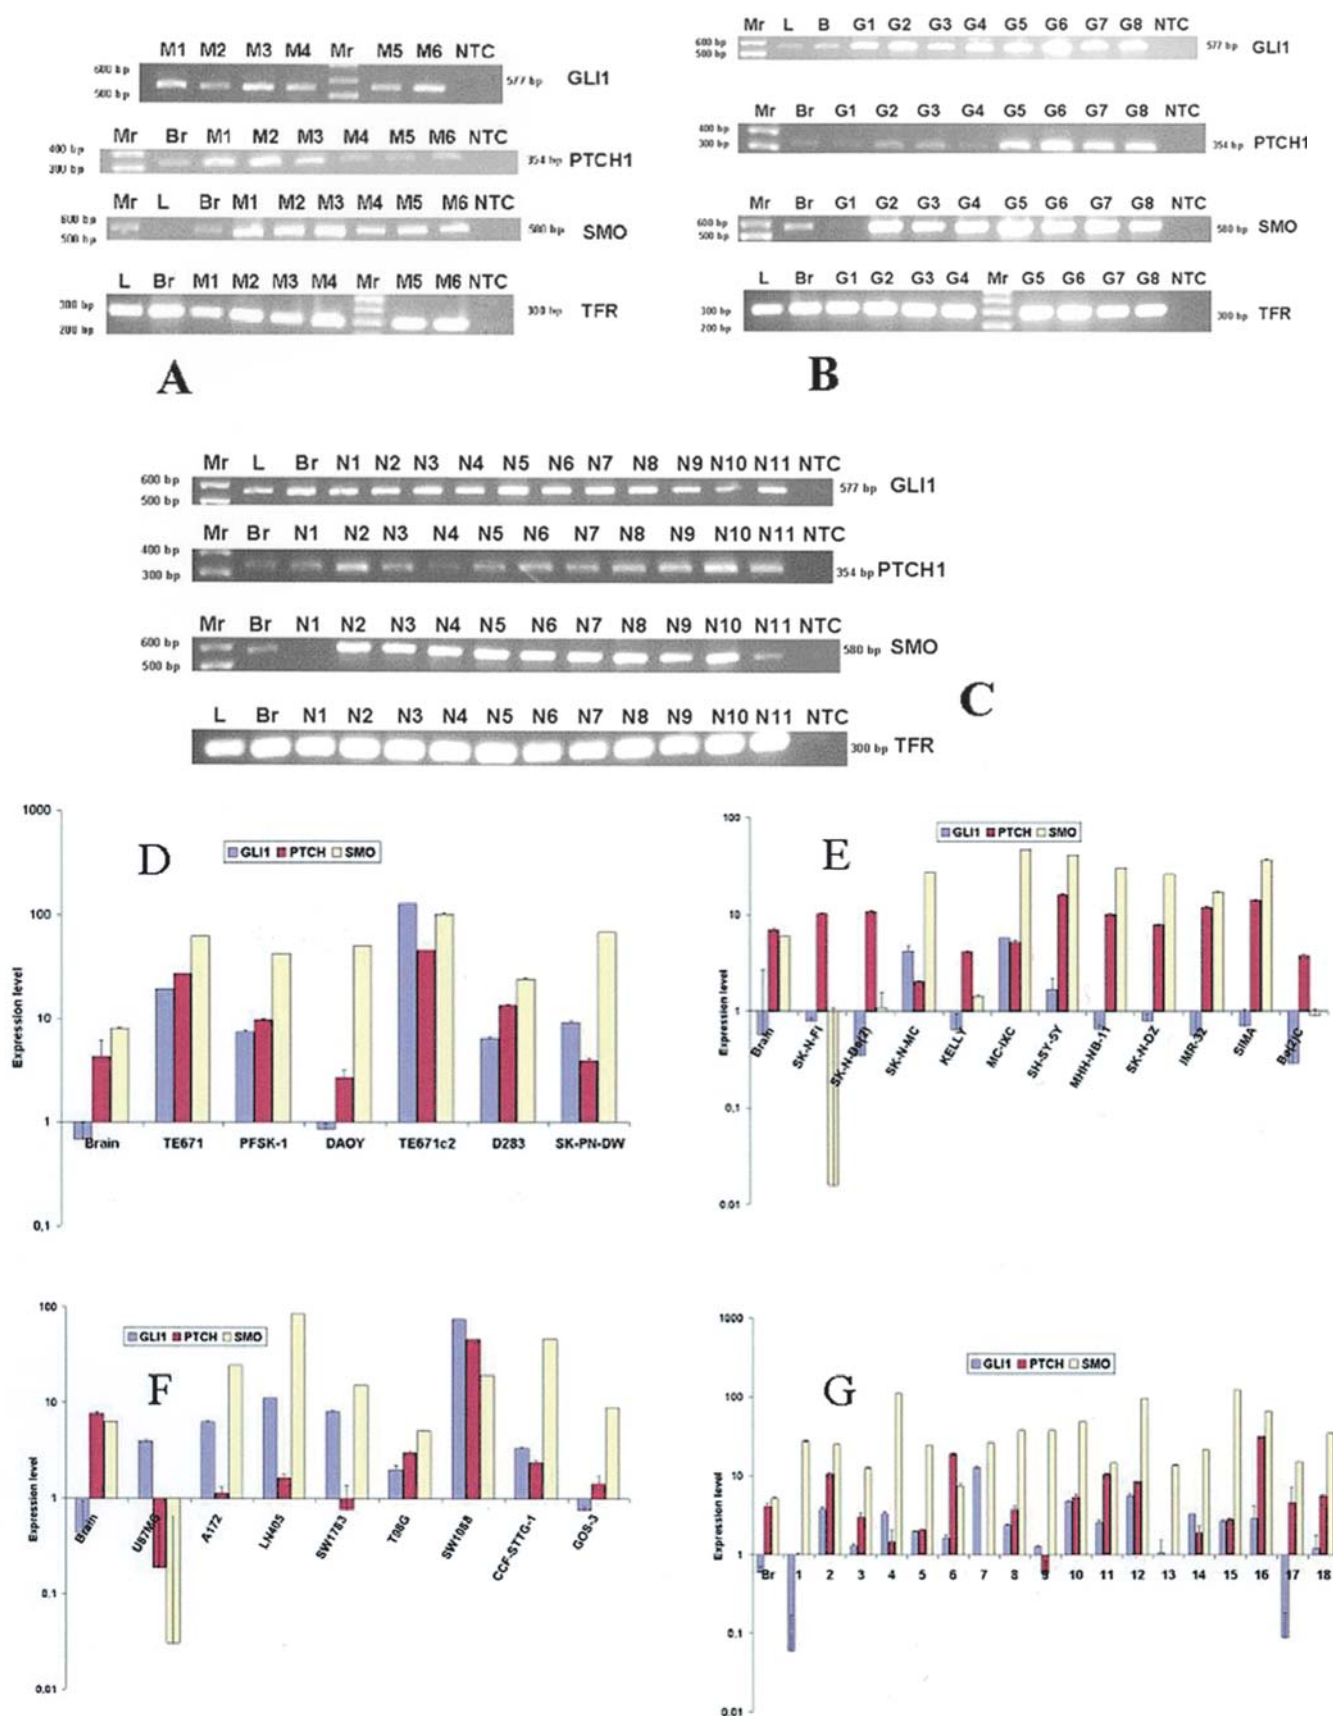 M1 M2 M3 M4 Mr M5 M6 NTC
600 bp
500 bp
577 bp GLI1
Mr Br M1 M2 M3 M4 M5 M6 NTC
400 bp
300 bp
354 bp PTCH1
Mr L Br M1 M2 M3 M4 M5 M6 NTC
600 bp
500 bp
580 bp SMO
L Br M1 M2 M3 M4 Mr M5 M6 NTC
300 bp
200 bp
300 bp TFR
A
Mr L B G1 G2 G3 G4 G5 G6 G7 G8 NTC
600 bp
500 bp
577 bp GLI1
Mr Br G1 G2 G3 G4 G5 G6 G7 G8 NTC
400 bp
300 bp
354 bp PTCH1
Mr Br G1 G2 G3 G4 G5 G6 G7 G8 NTC
600 bp
500 bp
580 bp SMO
L Br G1 G2 G3 G4 Mr G5 G6 G7 G8 NTC
300 bp
200 bp
300 bp TFR
B
Mr L Br N1 N2 N3 N4 N5 N6 N7 N8 N9 N10 N11 NTC
600 bp
500 bp
577 bp GLI1
Mr Br N1 N2 N3 N4 N5 N6 N7 N8 N9 N10 N11 NTC
400 bp
300 bp
354 bp PTCH1
Mr Br N1 N2 N3 N4 N5 N6 N7 N8 N9 N10 N11 NTC
600 bp
500 bp
580 bp SMO
C
L Br N1 N2 N3 N4 N5 N6 N7 N8 N9 N10 N11 NTC
300 bp TFR
D
GLI1 PTCH SMO
Expression level
1000
100
10
1
0,1
Brain TE671 PFSK-1 DAOY TE671c2 D283 SK-PN-DW
E
GLI1 PTCH SMO
Expression level
100
10
1
0.1
0.01
Brain SK-N-FI SK-N-Be(2) SK-N-MC KELLY MC-IXC SH-SY-5Y MHH-NB-11 SK-N-DZ IMR-32 SIMA Be(2)C
F
GLI1 PTCH SMO
Expression level
100
10
1
0,1
0,01
Brain U87MG A172 LN405 SW1783 T98G SW1088 CCF-STTG-1 GOS-3
G
GLI1 PTCH SMO
Expression level
1000
100
10
1
0,1
0,01
Br 1 2 3 4 5 6 7 8 9 10 11 12 13 14 15 16 17 18